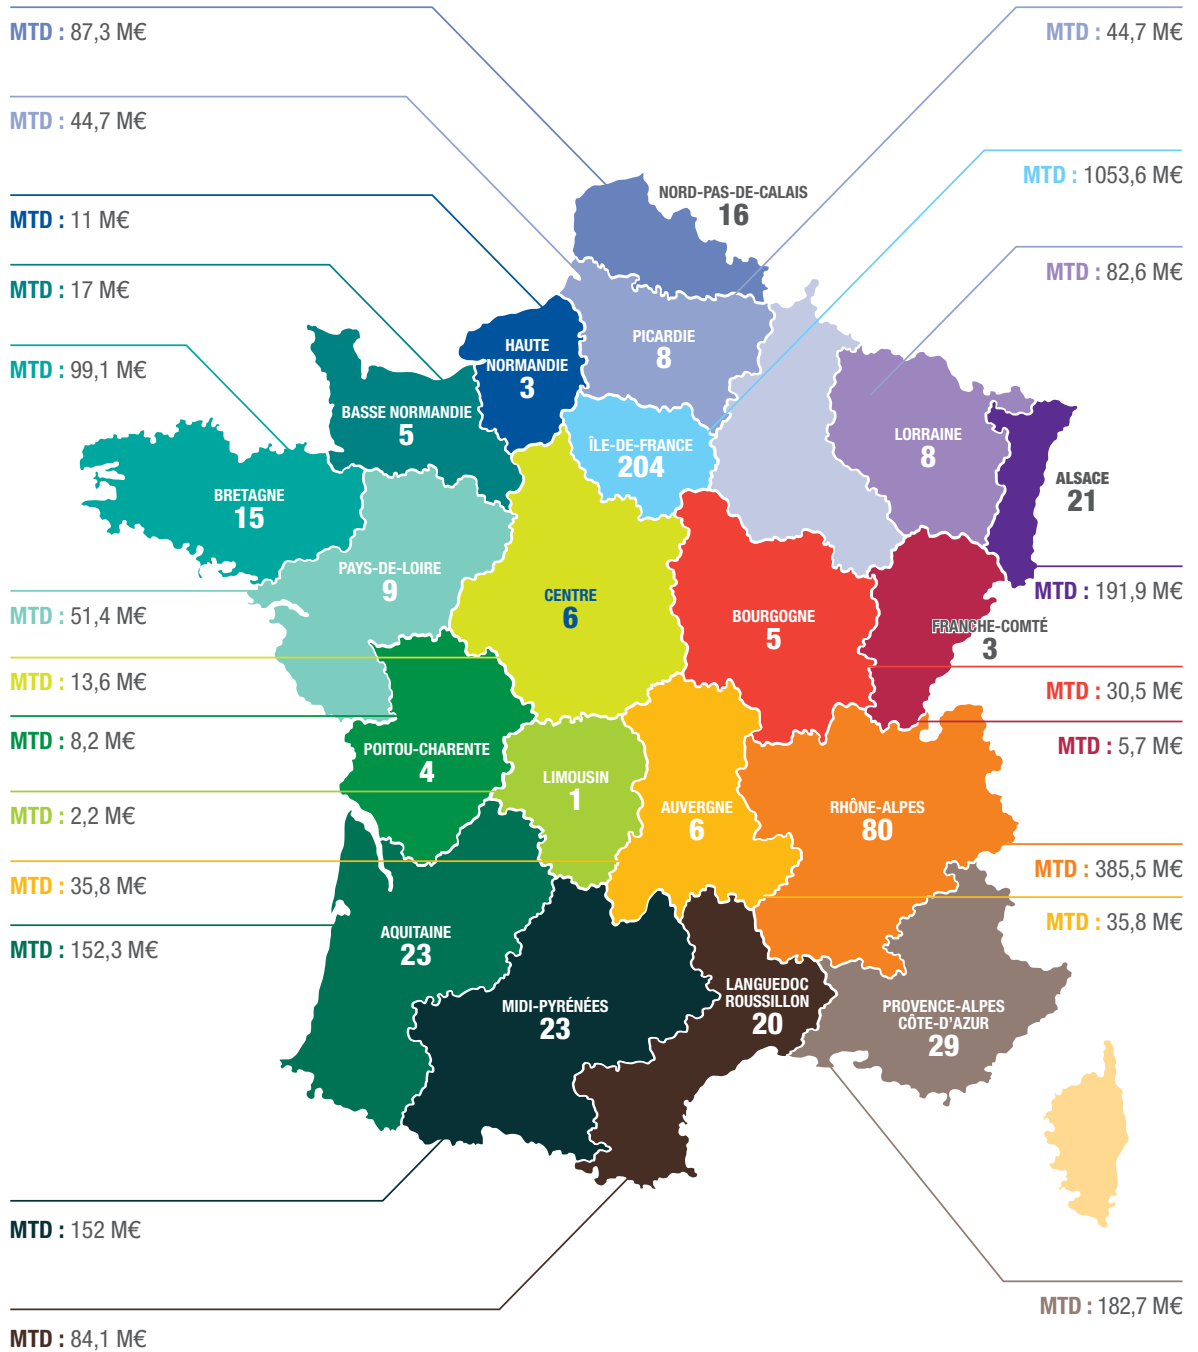 MTD : 87,3 M€
MTD : 44,7 M€
MTD : 44,7 M€
MTD : 1053,6 M€
NORD-PAS-DE-CALAIS
16
MTD : 11 M€
MTD : 82,6 M€
MTD : 17 M€
PICARDIE
8
HAUTE
NORMANDIE
3
MTD : 99,1 M€
BASSE NORMANDIE
5
ÎLE-DE-FRANCE
204
LORRAINE
8
ALSACE
21
BRETAGNE
15
PAYS-DE-LOIRE
9
CENTRE
6
BOURGOGNE
5
FRANCHE-COMTÉ
3
MTD : 191,9 M€
MTD : 51,4 M€
MTD : 13,6 M€
MTD : 30,5 M€
MTD : 8,2 M€
MTD : 5,7 M€
POITOU-CHARENTE
4
LIMOUSIN
1
AUVERGNE
6
RHÔNE-ALPES
80
MTD : 2,2 M€
MTD : 385,5 M€
MTD : 35,8 M€
MTD : 35,8 M€
MTD : 152,3 M€
AQUITAINE
23
MIDI-PYRÉNÉES
23
LANGUEDOC
ROUSSILLON
20
PROVENCE-ALPES
CÔTE-D'AZUR
29
MTD : 152 M€
MTD : 182,7 M€
MTD : 84,1 M€